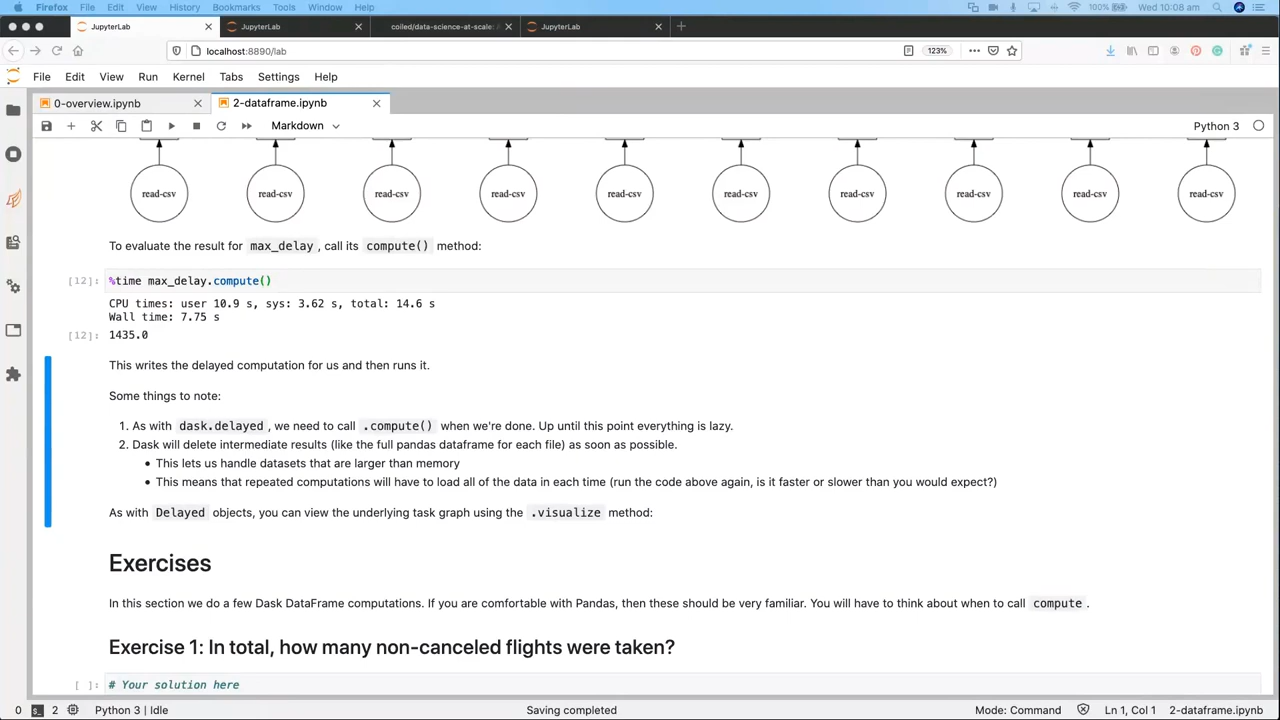 Firefox File Edit View History Bookmarks Tools Window Help 100% Wed 10:08 am
JupyterLab JupyterLab coiled/data-science-at-scale: A JupyterLab
localhost:8890/lab 123%
File Edit View Run Kernel Tabs Settings Help
0-overview.ipynb 2-dataframe.ipynb
Markdown Python 3
read-csv read-csv read-csv read-csv read-csv read-csv read-csv read-csv read-csv read-csv
To evaluate the result for max_delay, call its compute() method:
[12]: %time max_delay.compute()
CPU times: user 10.9 s, sys: 3.62 s, total: 14.6 s
Wall time: 7.75 s
[12]: 1435.0
This writes the delayed computation for us and then runs it.
Some things to note:
1. As with dask.delayed, we need to call .compute() when we're done. Up until this point everything is lazy.
2. Dask will delete intermediate results (like the full pandas dataframe for each file) as soon as possible.
• This lets us handle datasets that are larger than memory
• This means that repeated computations will have to load all of the data in each time (run the code above again, is it faster or slower than you would expect?)
As with Delayed objects, you can view the underlying task graph using the .visualize method:
Exercises
In this section we do a few Dask DataFrame computations. If you are comfortable with Pandas, then these should be very familiar. You will have to think about when to call compute.
Exercise 1: In total, how many non-canceled flights were taken?
[ ]: # Your solution here
0 2 Python 3 | Idle Saving completed Mode: Command Ln 1, Col 1 2-dataframe.ipynb